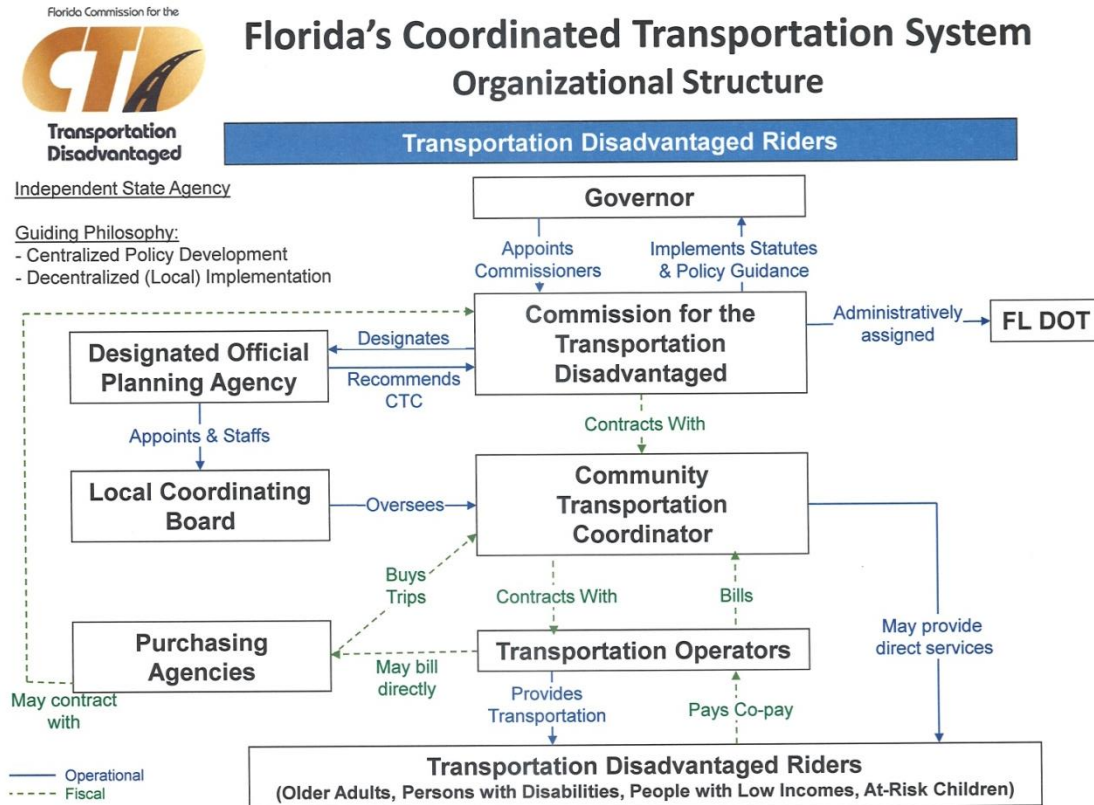 Florida Commission for the
CTD
Transportation
Disadvantaged
Florida's Coordinated Transportation System
Organizational Structure
Transportation Disadvantaged Riders
Independent State Agency
Guiding Philosophy:
- Centralized Policy Development
- Decentralized (Local) Implementation
Governor
Appoints
Commissioners
Implements Statutes
& Policy Guidance
Commission for the
Transportation
Disadvantaged
Administratively
assigned
FL DOT
Designated Official
Planning Agency
Designates
Recommends
CTC
Appoints & Staffs
Contracts With
Local Coordinating
Board
Oversees
Community
Transportation
Coordinator
Buys
Trips
Contracts With
Bills
May provide
direct services
Purchasing
Agencies
May bill
directly
Transportation Operators
May contract
with
Provides
Transportation
Pays Co-pay
Transportation Disadvantaged Riders
(Older Adults, Persons with Disabilities, People with Low Incomes, At-Risk Children)
Operational
Fiscal